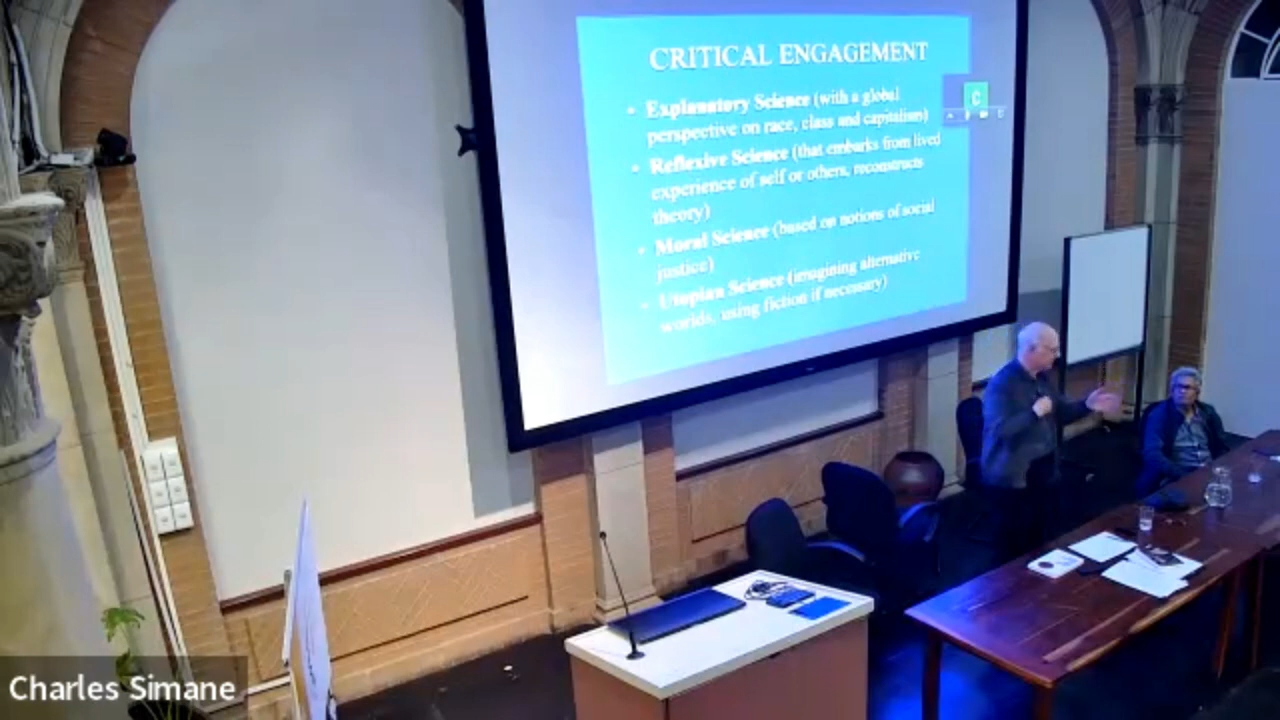 CRITICAL ENGAGEMENT
• Explanatory Science (with a global
perspective on race, class and capitalism)
• Reflexive Science (that embarks from lived
experience of self or others, reconstructs
theory)
• Moral Science (based on notions of social
justice)
• Utopian Science (imagining alternative
worlds, using fiction if necessary)
C
Charles Simane